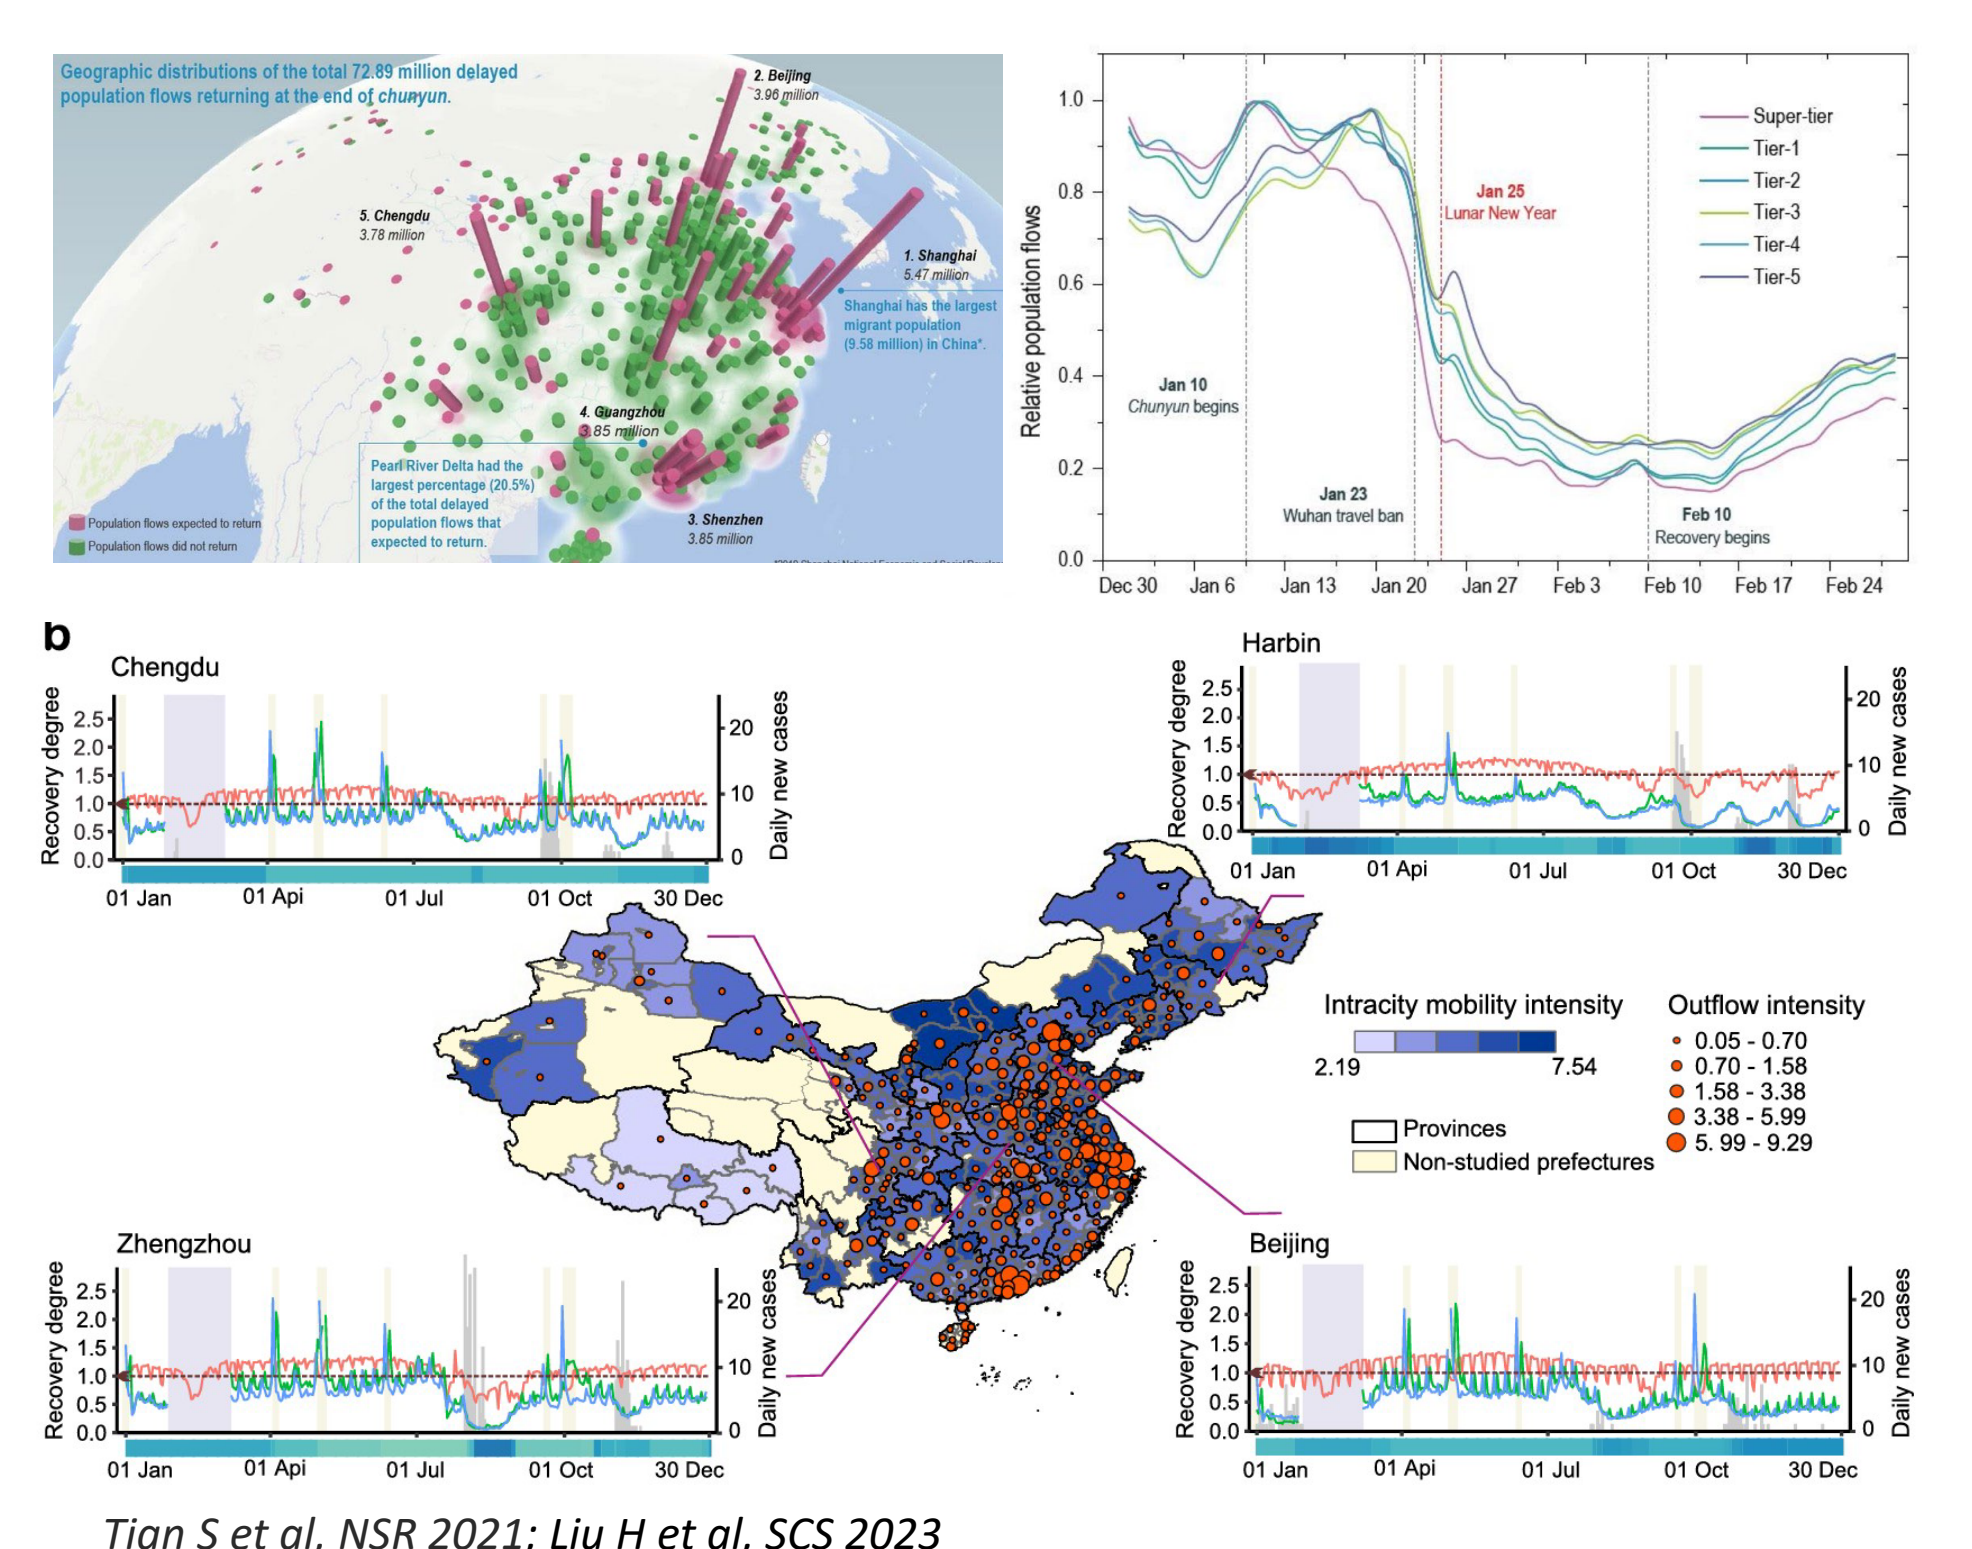 Geographic distributions of the total 72.89 million delayed
population flows returning at the end of chunyun.
2. Beijing
3.96 million
5. Chengdu
3.78 million
1. Shanghai
5.47 million
Shanghai has the largest
migrant population
(9.58 million) in China*.
4. Guangzhou
3.85 million
Pearl River Delta had the
largest percentage (20.5%)
of the total delayed
population flows that
expected to return.
3. Shenzhen
3.85 million
Population flows expected to return
Population flows did not return
Relative population flows
1.0
0.8
0.6
0.4
0.2
0.0
Super-tier
Tier-1
Tier-2
Tier-3
Tier-4
Tier-5
Jan 25
Lunar New Year
Jan 10
Chunyun begins
Jan 23
Wuhan travel ban
Feb 10
Recovery begins
Dec 30 Jan 6 Jan 13 Jan 20 Jan 27 Feb 3 Feb 10 Feb 17 Feb 24
b
Chengdu
Recovery degree
2.5
2.0
1.5
1.0
0.5
0.0
20
10
0
Daily new cases
01 Jan 01 Api 01 Jul 01 Oct 30 Dec
Harbin
Recovery degree
2.5
2.0
1.5
1.0
0.5
0.0
20
10
0
Daily new cases
01 Jan 01 Api 01 Jul 01 Oct 30 Dec
Intracity mobility intensity
2.19 7.54
Provinces
Non-studied prefectures
Outflow intensity
0.05 - 0.70
0.70 - 1.58
1.58 - 3.38
3.38 - 5.99
5. 99 - 9.29
Zhengzhou
Recovery degree
2.5
2.0
1.5
1.0
0.5
0.0
20
10
0
Daily new cases
01 Jan 01 Api 01 Jul 01 Oct 30 Dec
Beijing
Recovery degree
2.5
2.0
1.5
1.0
0.5
0.0
20
10
0
Daily new cases
01 Jan 01 Api 01 Jul 01 Oct 30 Dec
Tian S et al. NSR 2021; Liu H et al. SCS 2023